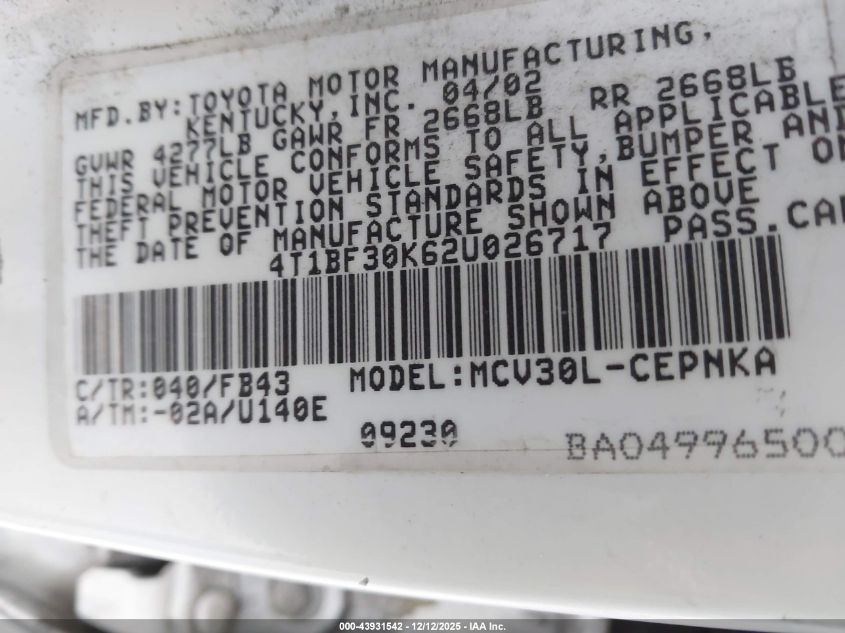 MFD.BY:TOYOTA MOTOR MANUFACTURING,
KENTUCKY,INC. 04/02
GVWR 4277LB GAWR FR 2668LB RR 2668LB
THIS VEHICLE CONFORMS TO ALL APPLICABLE
FEDERAL MOTOR VEHICLE SAFETY,BUMPER AND
THEFT PREVENTION STANDARDS IN EFFECT ON
THE DATE OF MANUFACTURE SHOWN ABOVE
4T1BF30K62U026717 PASS.CAR
C/TR:040/FB43 MODEL:MCV30L-CEPNKA
A/TM:-02A/U140E
09230 BA04996500
000-43931542 - 12/12/2025 - IAA Inc.